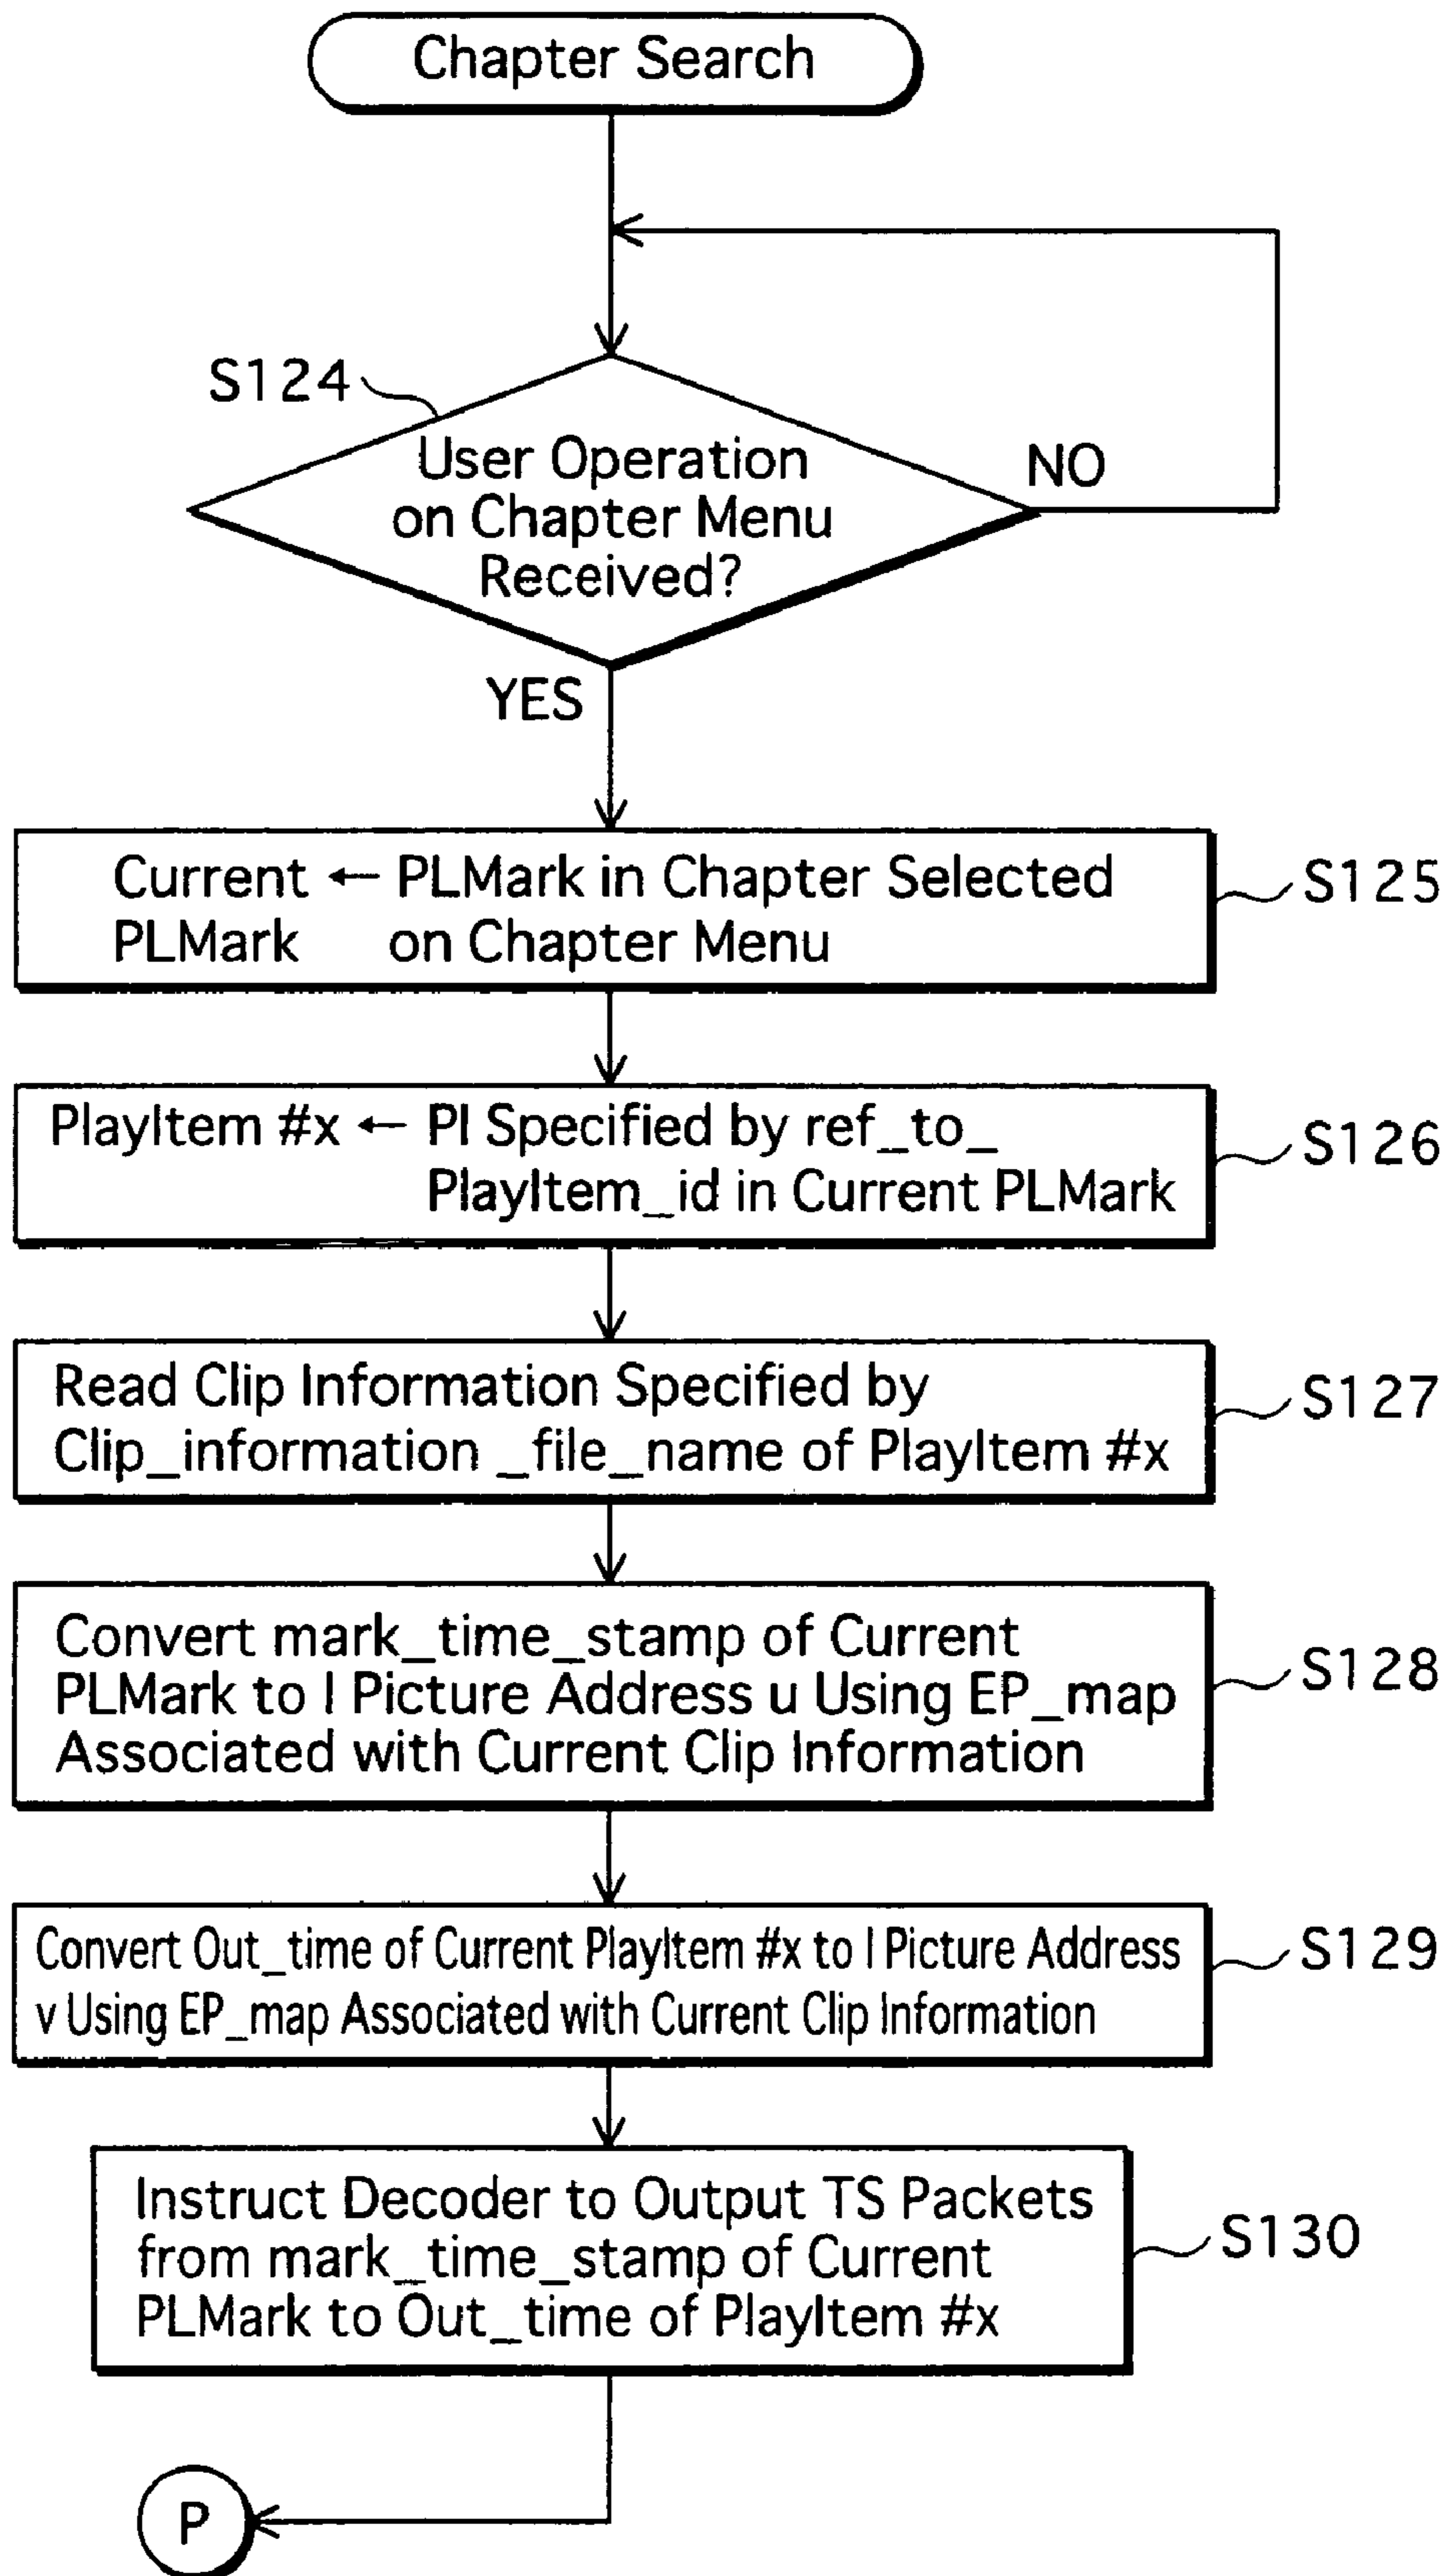 Chapter Search
S124
User Operation
on Chapter Menu
Received?
NO
YES
Current ← PLMark in Chapter Selected
PLMark on Chapter Menu
S125
PlayItem #x ← PI Specified by ref_to_
PlayItem_id in Current PLMark
S126
Read Clip Information Specified by
Clip_information _file_name of PlayItem #x
S127
Convert mark_time_stamp of Current
PLMark to I Picture Address u Using EP_map
Associated with Current Clip Information
S128
Convert Out_time of Current PlayItem #x to I Picture Address
v Using EP_map Associated with Current Clip Information
S129
Instruct Decoder to Output TS Packets
from mark_time_stamp of Current
PLMark to Out_time of PlayItem #x
S130
P